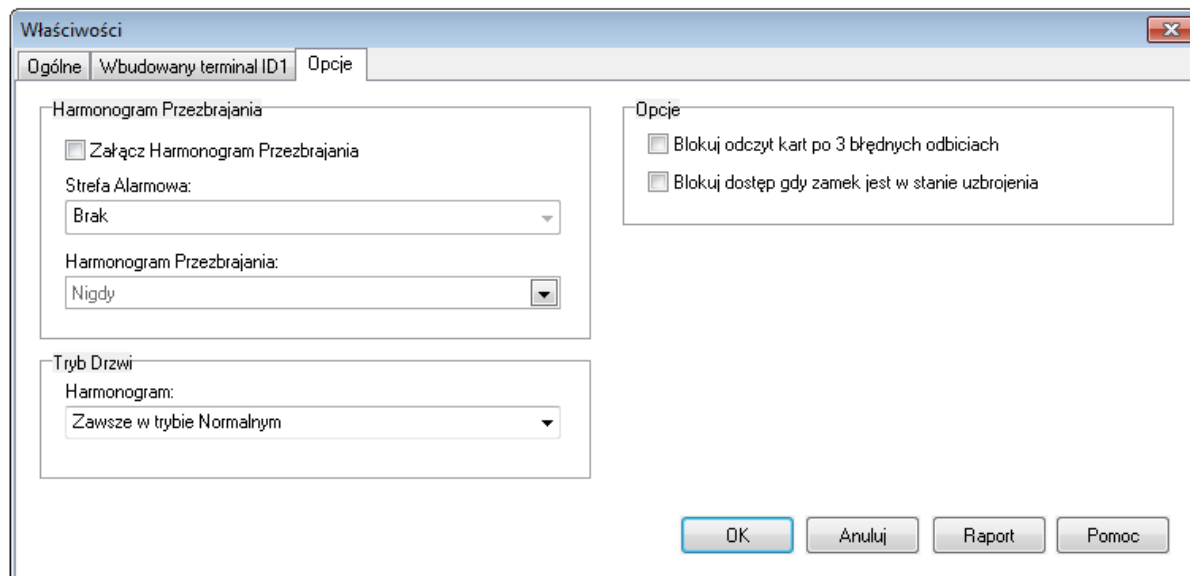 Właściwości
Ogólne
Wbudowany terminal ID1
Opcje
Harmonogram Przezbrajania
Załącz Harmonogram Przezbrajania
Strefa Alarmowa:
Brak
Harmonogram Przezbrajania:
Nigdy
Tryb Drzwi
Harmonogram:
Zawsze w trybie Normalnym
Opcje
Blokuj odczyt kart po 3 błędnych odbiciach
Blokuj dostęp gdy zamek jest w stanie uzbrojenia
OK
Anuluj
Raport
Pomoc